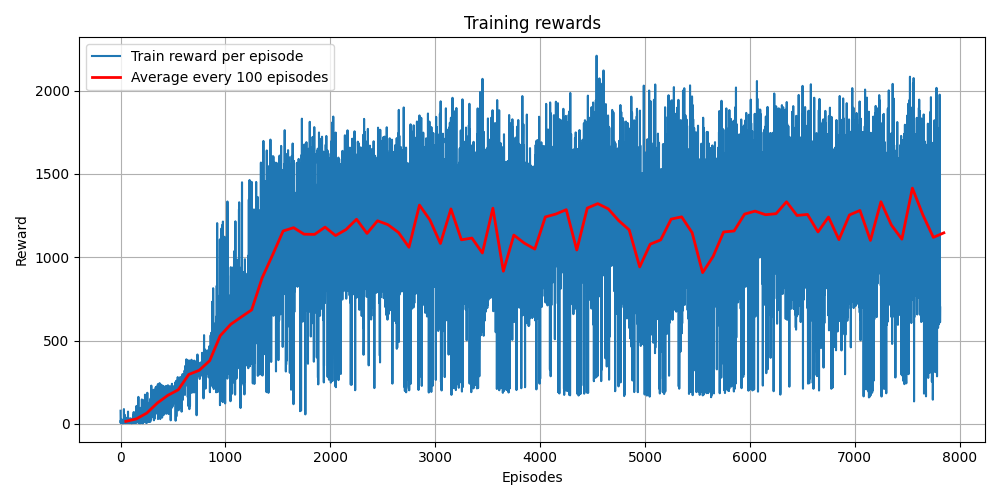 Training rewards
Train reward per episode
Average every 100 episodes
2000
1500
1000
500
0
Reward
0 1000 2000 3000 4000 5000 6000 7000 8000
Episodes